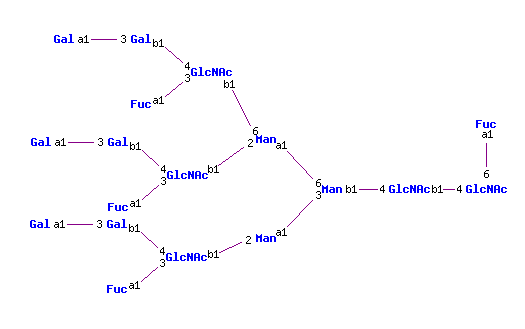 Gal a1 3 Gal b1
4
3 GlcNAc
b1
Fuc a1
Fuc
a1
6
2 Man a1
Gal a1 3 Gal b1
4
3 GlcNAc b1
6
6
3 Man b1 4 GlcNAc b1 4 GlcNAc
Fuc a1
Gal a1 3 Gal b1
2 Man a1
4
3 GlcNAc b1
Fuc a1